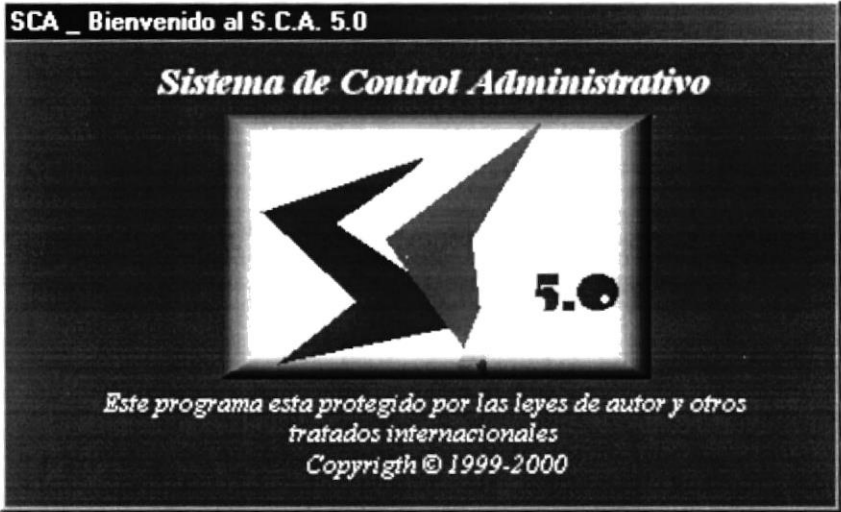 SCA _ Bienvenido al S.C.A. 5.0
Sistema de Control Administrativo
5.0
Este programa esta protegido por las leyes de autor y otros
tratados internacionales
Copyrigth © 1999-2000